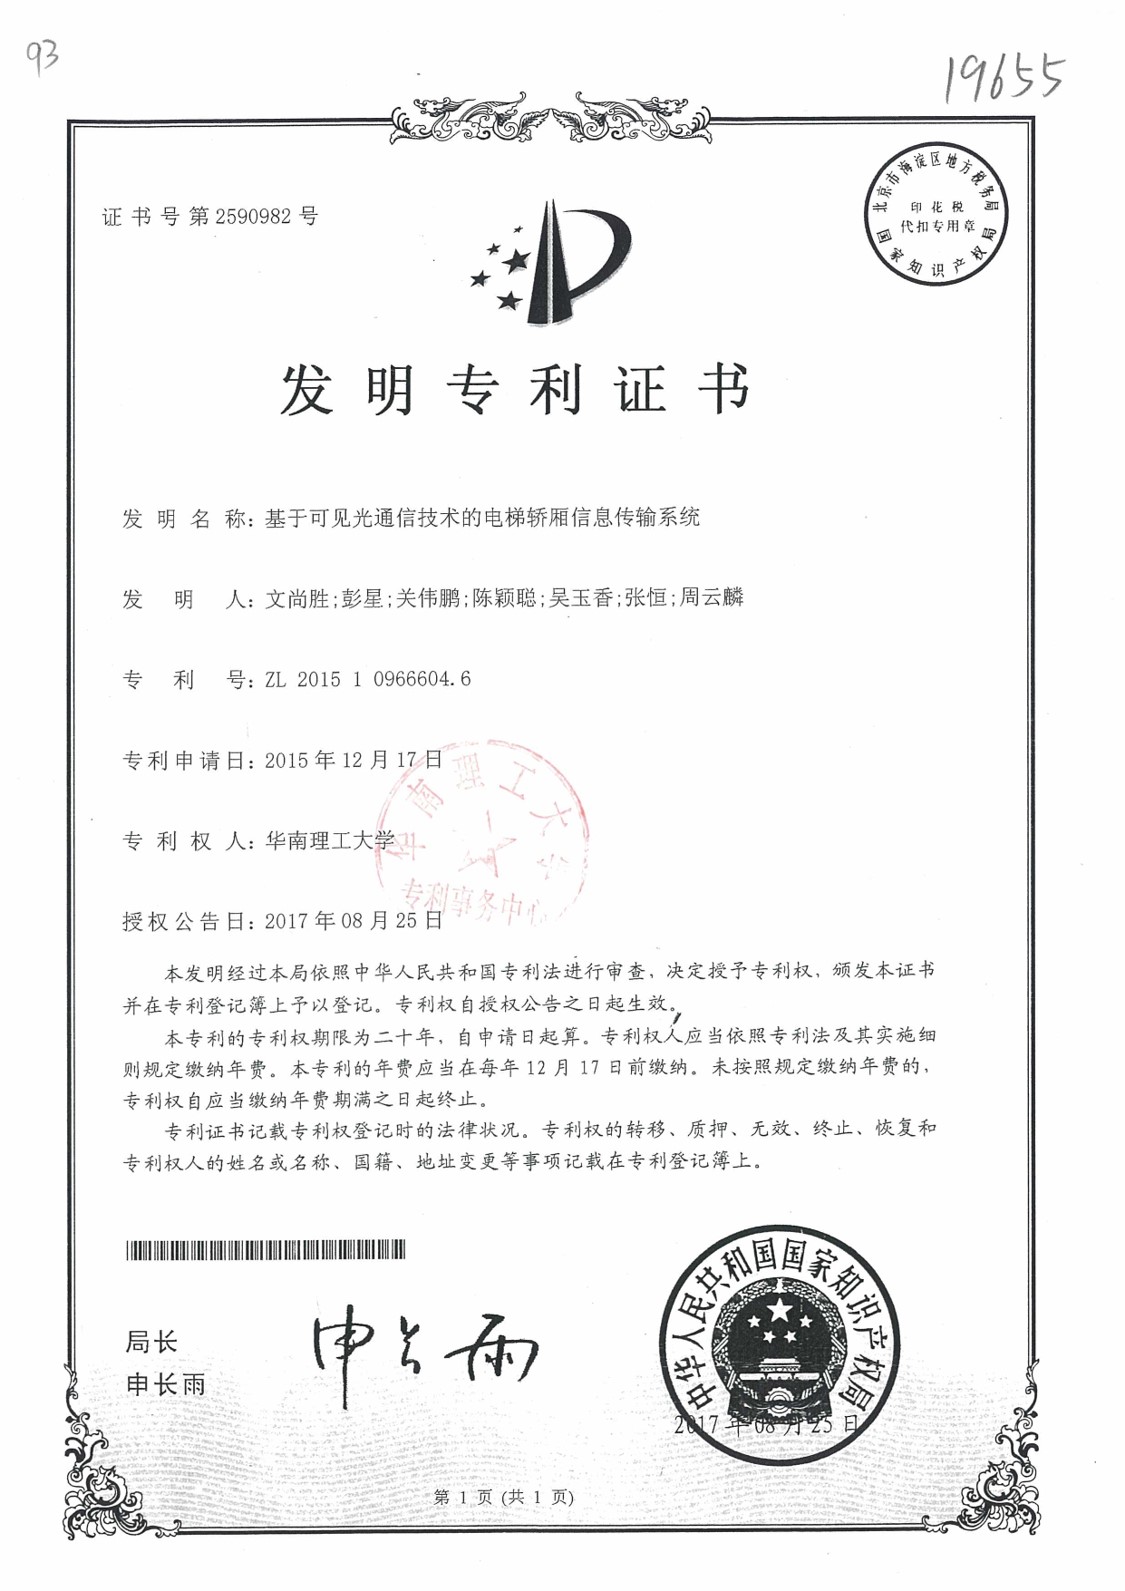 93
19655
北京市海淀区地方税务局
印花税
代扣专用章
国家知识产权局
证书号第2590982号
发明专利证书
发明名称：基于可见光通信技术的电梯轿厢信息传输系统
发明人：文尚胜;彭星;关伟鹏;陈颖聪;吴玉香;张恒;周云麟
专利号：ZL 2015 1 0966604.6
专利申请日：2015年12月17日
专利权人：华南理工大学
华南理工大学
专利事务中心
授权公告日：2017年08月25日
本发明经过本局依照中华人民共和国专利法进行审查，决定授予专利权，颁发本证书
并在专利登记簿上予以登记。专利权自授权公告之日起生效。
本专利的专利权期限为二十年，自申请日起算。专利权人应当依照专利法及其实施细
则规定缴纳年费。本专利的年费应当在每年12月17日前缴纳。未按照规定缴纳年费的，
专利权自应当缴纳年费期满之日起终止。
专利证书记载专利权登记时的法律状况。专利权的转移、质押、无效、终止、恢复和
专利权人的姓名或名称、国籍、地址变更等事项记载在专利登记簿上。
局长
申长雨
申长雨
中华人民共和国国家知识产权局
2017年08月25日
第 1 页 (共 1 页)